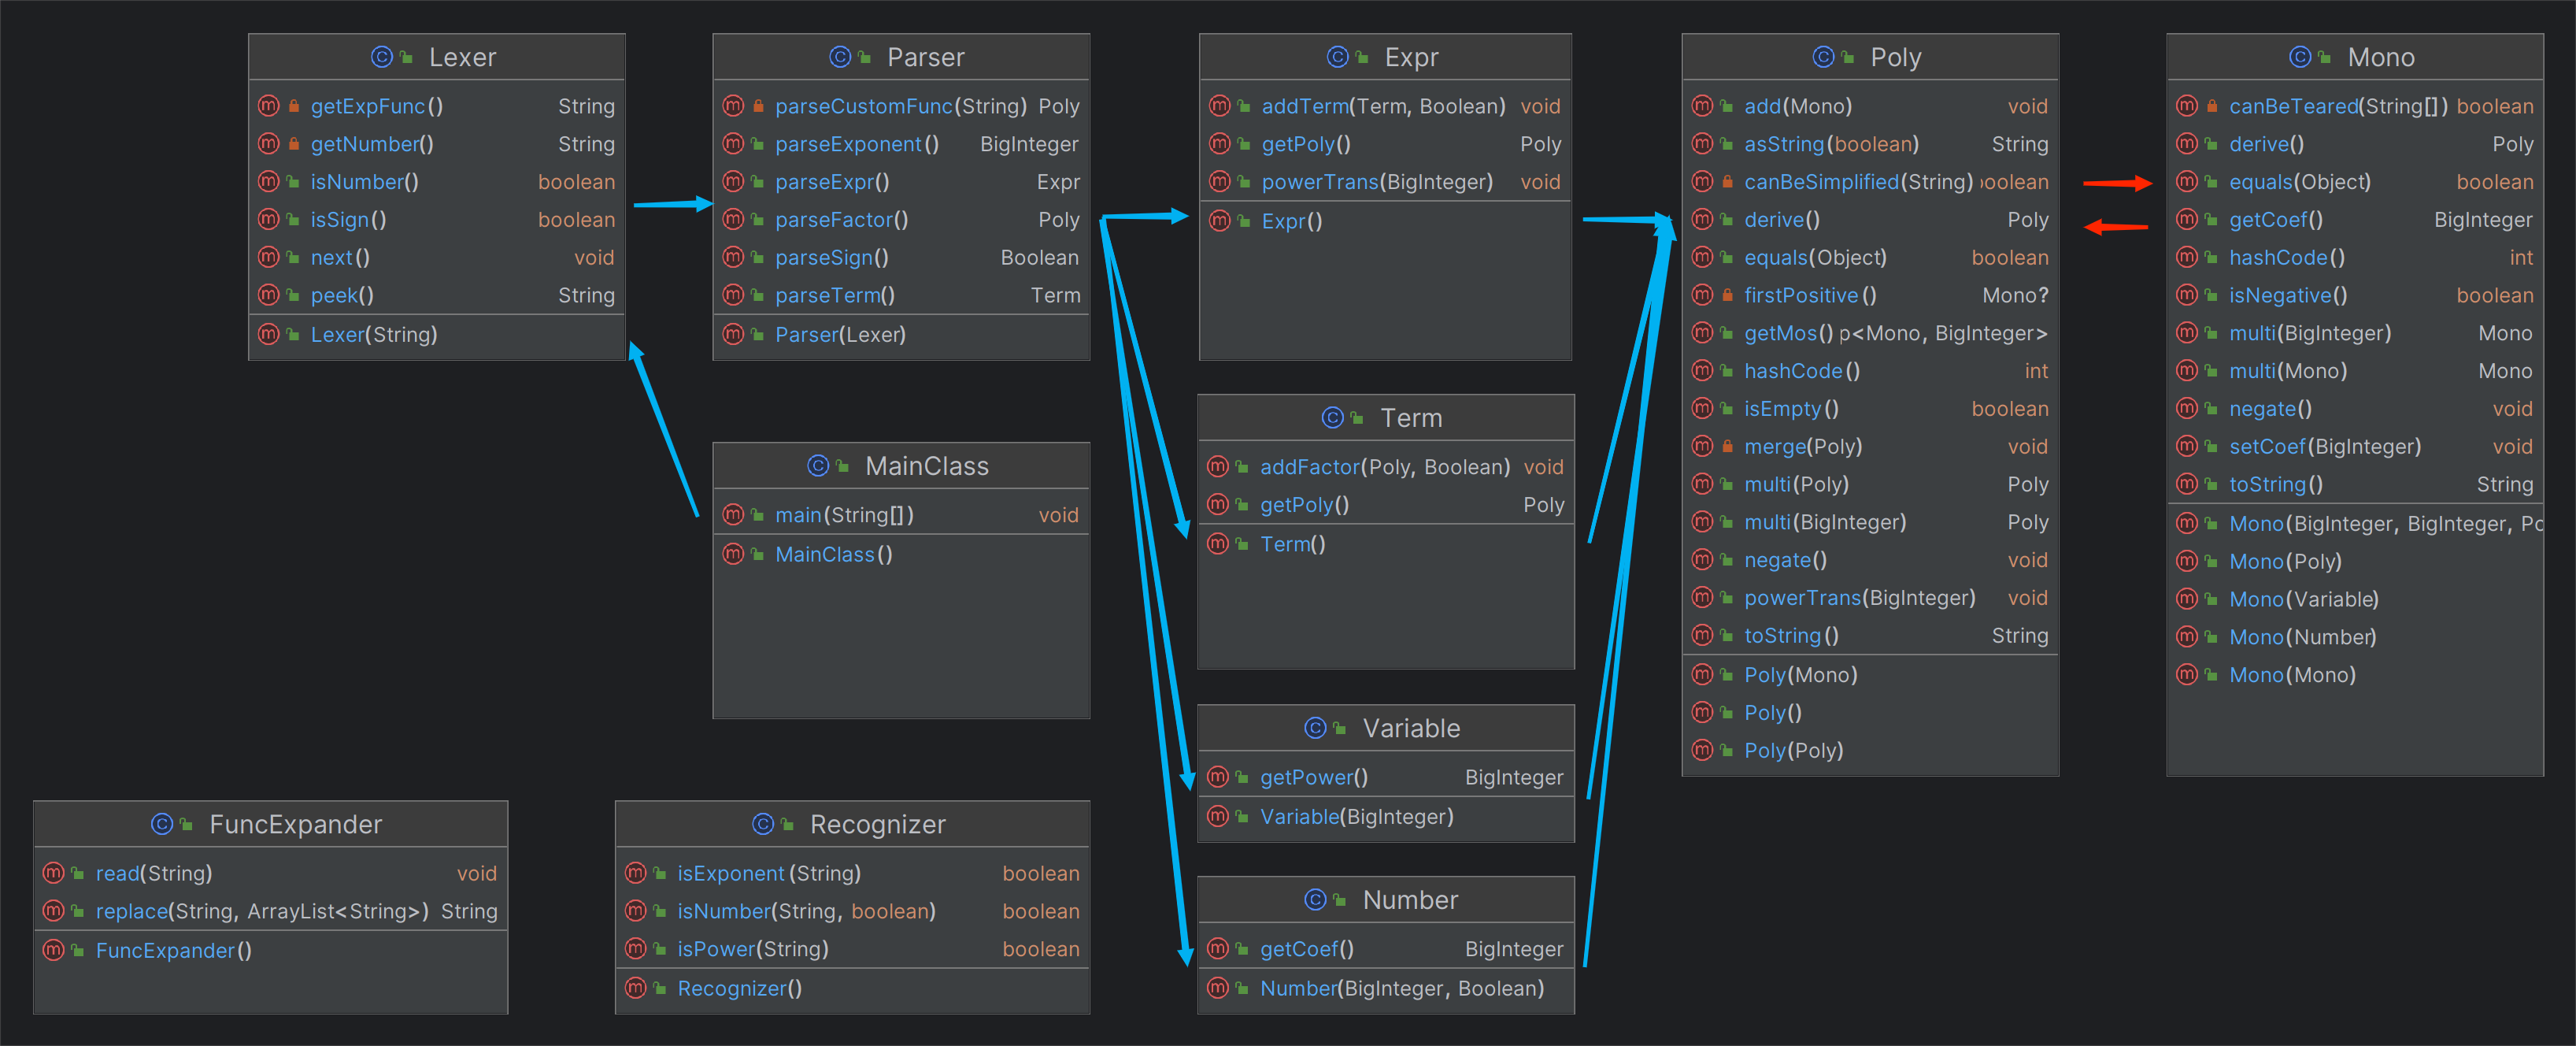 Lexer
getExpFunc() String
getNumber() String
isNumber() boolean
isSign() boolean
next() void
peek() String
Lexer(String)
Parser
parseCustomFunc(String) Poly
parseExponent() BigInteger
parseExpr() Expr
parseFactor() Poly
parseSign() Boolean
parseTerm() Term
Parser(Lexer)
Expr
addTerm(Term, Boolean) void
getPoly() Poly
powerTrans(BigInteger) void
Expr()
Poly
add(Mono) void
asString(boolean) String
canBeSimplified(String) boolean
derive() Poly
equals(Object) boolean
firstPositive() Mono?
getMos() p<Mono, BigInteger>
hashCode() int
isEmpty() boolean
merge(Poly) void
multi(Poly) Poly
multi(BigInteger) Poly
negate() void
powerTrans(BigInteger) void
toString() String
Poly(Mono)
Poly()
Poly(Poly)
Mono
canBeTeared(String[]) boolean
derive() Poly
equals(Object) boolean
getCoef() BigInteger
hashCode() int
isNegative() boolean
multi(BigInteger) Mono
multi(Mono) Mono
negate() void
setCoef(BigInteger) void
toString() String
Mono(BigInteger, BigInteger, Po
Mono(Poly)
Mono(Variable)
Mono(Number)
Mono(Mono)
MainClass
main(String[]) void
MainClass()
Term
addFactor(Poly, Boolean) void
getPoly() Poly
Term()
Variable
getPower() BigInteger
Variable(BigInteger)
Number
getCoef() BigInteger
Number(BigInteger, Boolean)
FuncExpander
read(String) void
replace(String, ArrayList<String>) String
FuncExpander()
Recognizer
isExponent(String) boolean
isNumber(String, boolean) boolean
isPower(String) boolean
Recognizer()